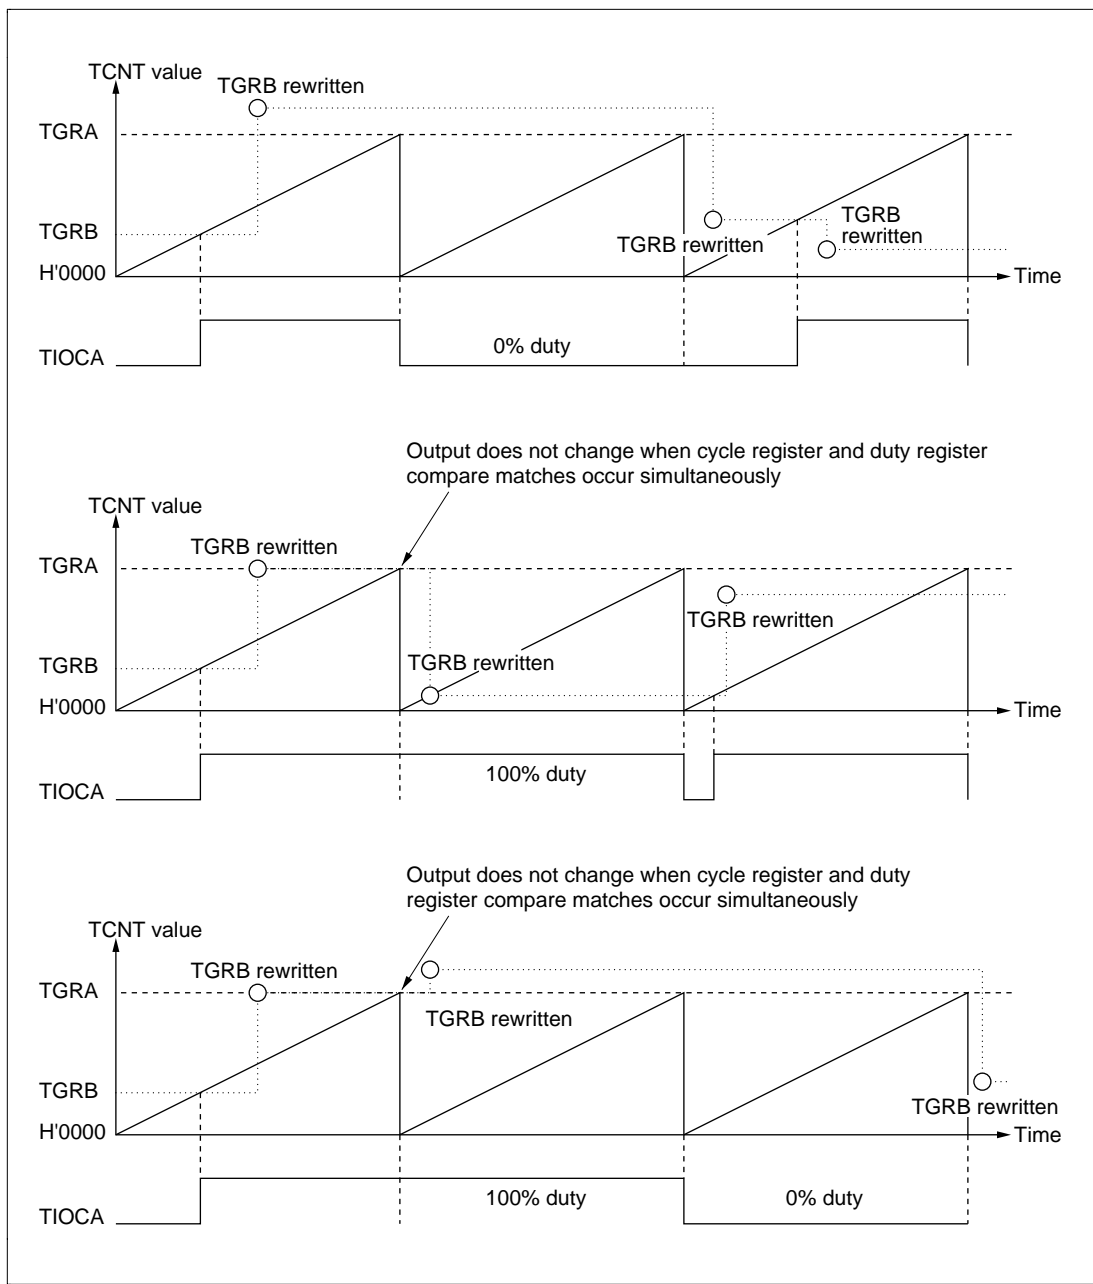 TCNT value
TGRB rewritten
TGRA
TGRB
TGRB rewritten
TGRB
rewritten
H'0000
Time
0% duty
TIOCA
Output does not change when cycle register and duty register
compare matches occur simultaneously
TCNT value
TGRB rewritten
TGRA
TGRB rewritten
TGRB
TGRB rewritten
H'0000
Time
100% duty
TIOCA
Output does not change when cycle register and duty
register compare matches occur simultaneously
TCNT value
TGRB rewritten
TGRA
TGRB rewritten
TGRB
TGRB rewritten
H'0000
Time
100% duty
0% duty
TIOCA